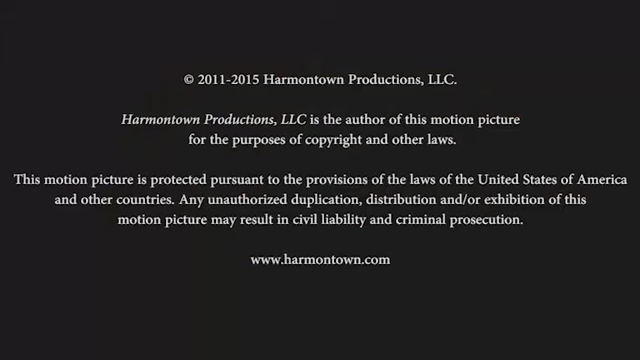 © 2011-2015 Harmontown Productions, LLC.
Harmontown Productions, LLC is the author of this motion picture
for the purposes of copyright and other laws.
This motion picture is protected pursuant to the provisions of the laws of the United States of America
and other countries. Any unauthorized duplication, distribution and/or exhibition of this
motion picture may result in civil liability and criminal prosecution.
www.harmontown.com